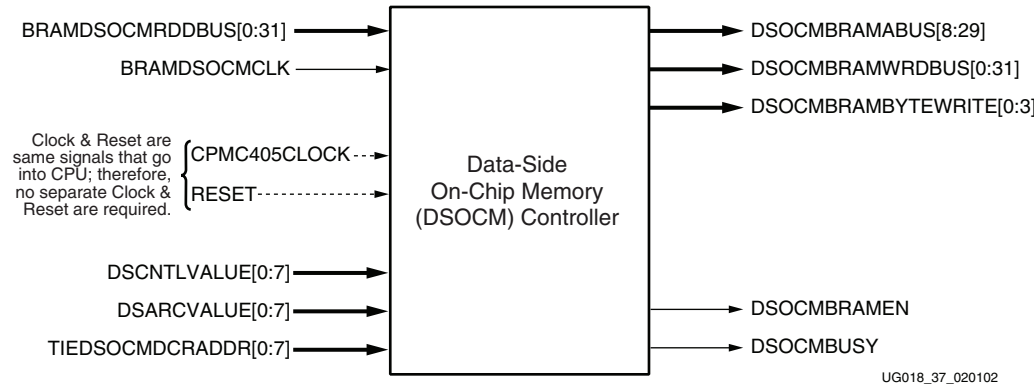 BRAMDSOCMRDDBUS[0:31]
BRAMDSOCMCLK
Clock & Reset are
same signals that go
into CPU; therefore,
no separate Clock &
Reset are required.
CPMC405CLOCK
RESET
DSCNTLVALUE[0:7]
DSARCVALUE[0:7]
TIEDSOCMDCRADDR[0:7]
Data-Side
On-Chip Memory
(DSOCM) Controller
DSOCMBRAMABUS[8:29]
DSOCMBRAMWRDBUS[0:31]
DSOCMBRAMBYTEWRITE[0:3]
DSOCMBRAMEN
DSOCMBUSY
UG018_37_020102